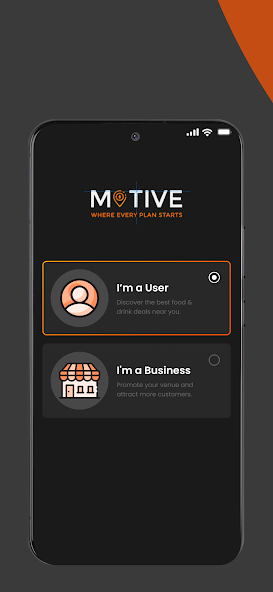 MOTIVE
WHERE EVERY PLAN STARTS
I'm a User
Discover the best food &
drink deals near you.
I'm a Business
Promote your venue and
attract more customers.